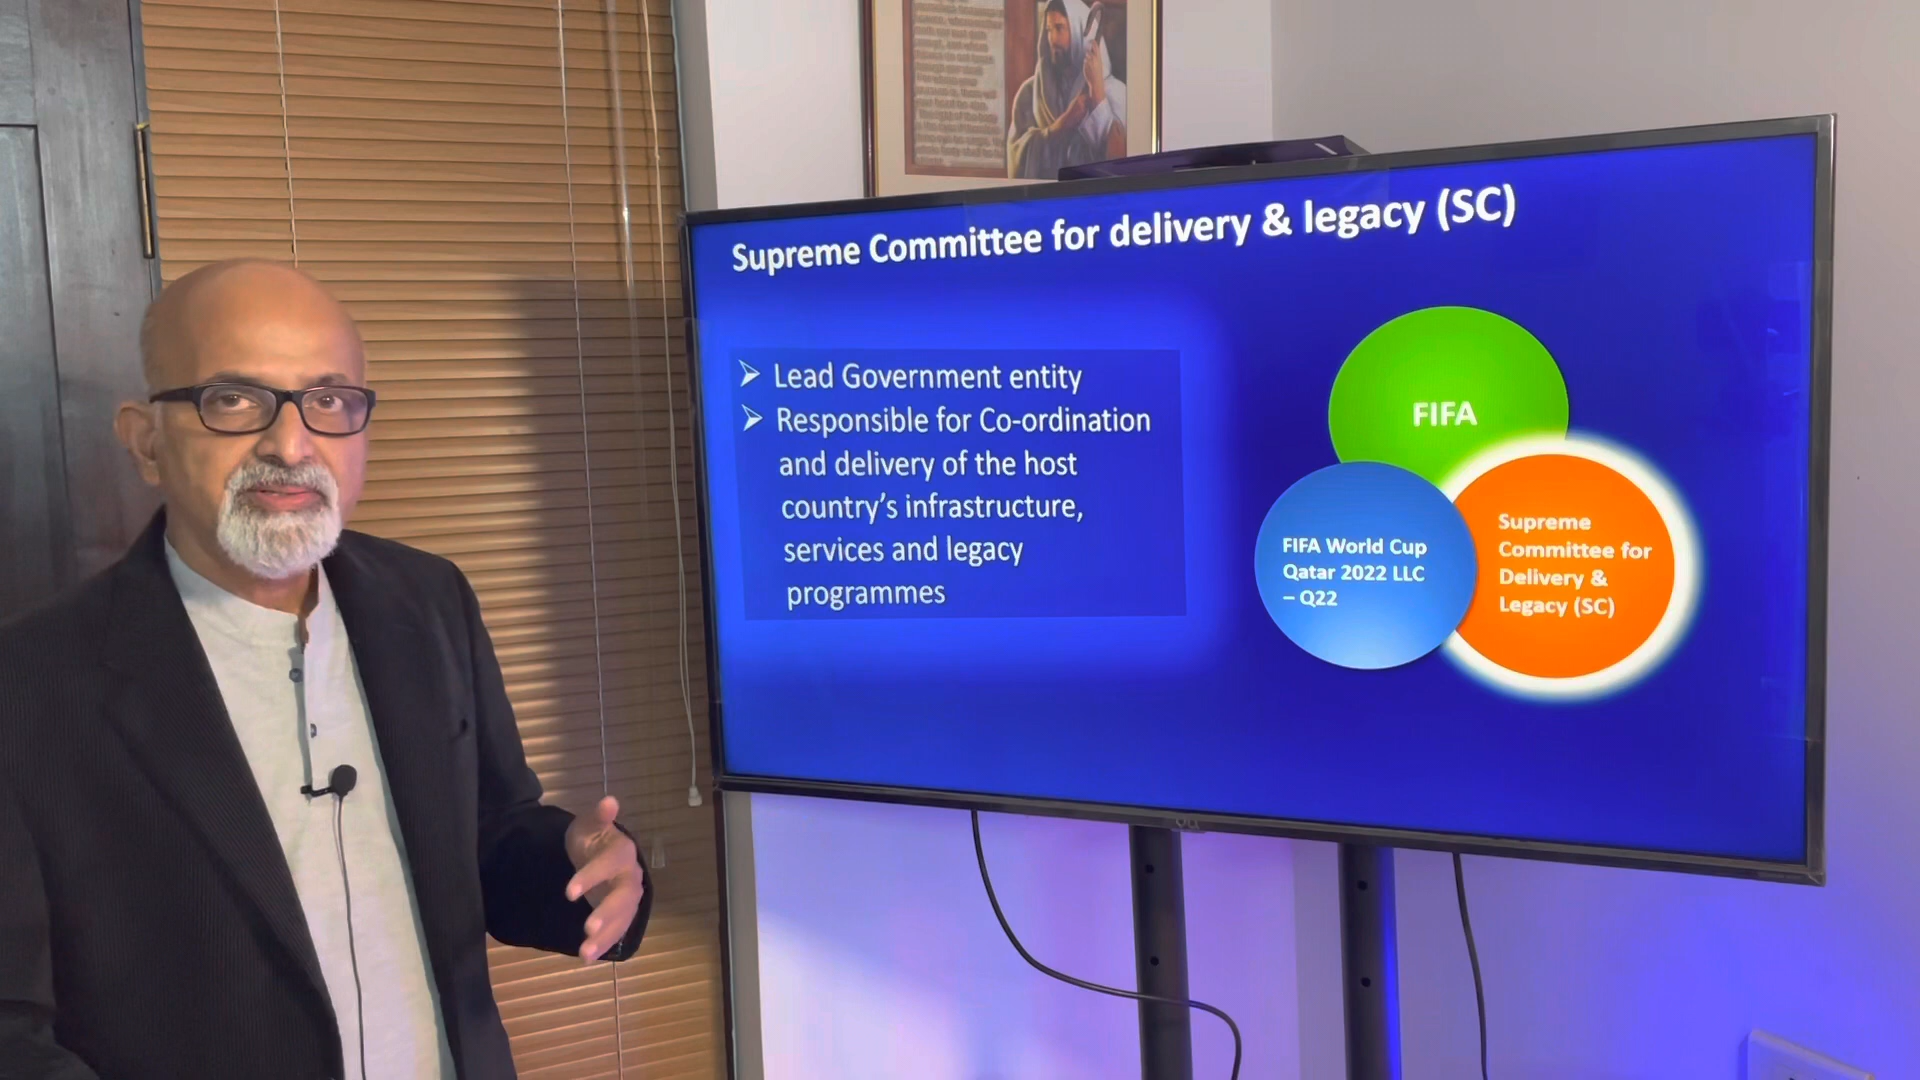 Supreme Committee for delivery & legacy (SC)
➢ Lead Government entity
➢ Responsible for Co-ordination
and delivery of the host
country’s infrastructure,
services and legacy
programmes
FIFA
FIFA World Cup
Qatar 2022 LLC
– Q22
Supreme
Committee for
Delivery &
Legacy (SC)